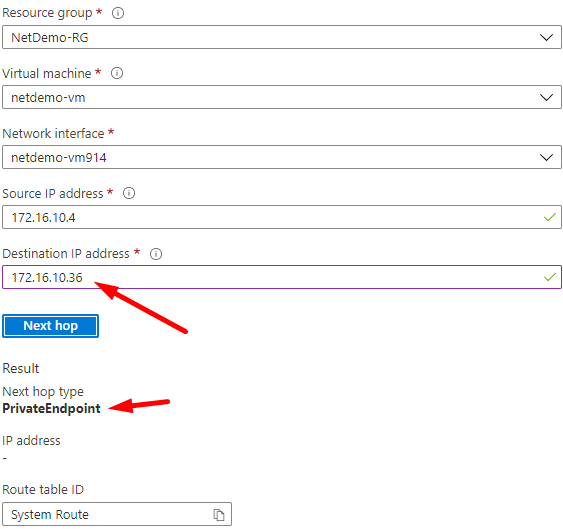 Resource group *
NetDemo-RG
Virtual machine *
netdemo-vm
Network interface *
netdemo-vm914
Source IP address *
172.16.10.4
Destination IP address *
172.16.10.36
Next hop
Result
Next hop type
PrivateEndpoint
IP address
-
Route table ID
System Route